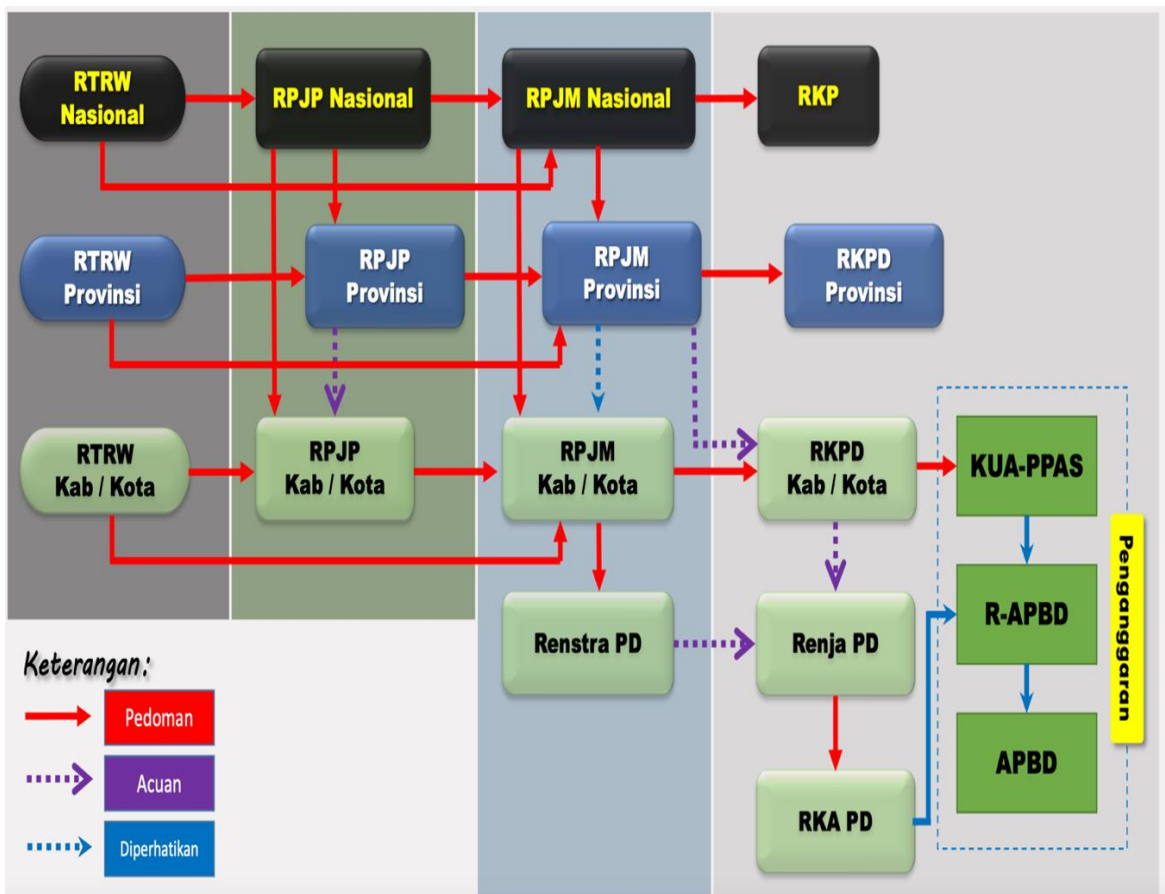 RTRW
Nasional
RPJP Nasional
RPJM Nasional
RKP
RTRW
Provinsi
RPJP
Provinsi
RPJM
Provinsi
RKPD
Provinsi
RTRW
Kab / Kota
RPJP
Kab / Kota
RPJM
Kab / Kota
RKPD
Kab / Kota
KUA-PPAS
Renstra PD
Renja PD
R-APBD
Penganggaran
RKA PD
APBD
Keterangan:
Pedoman
Acuan
Diperhatikan